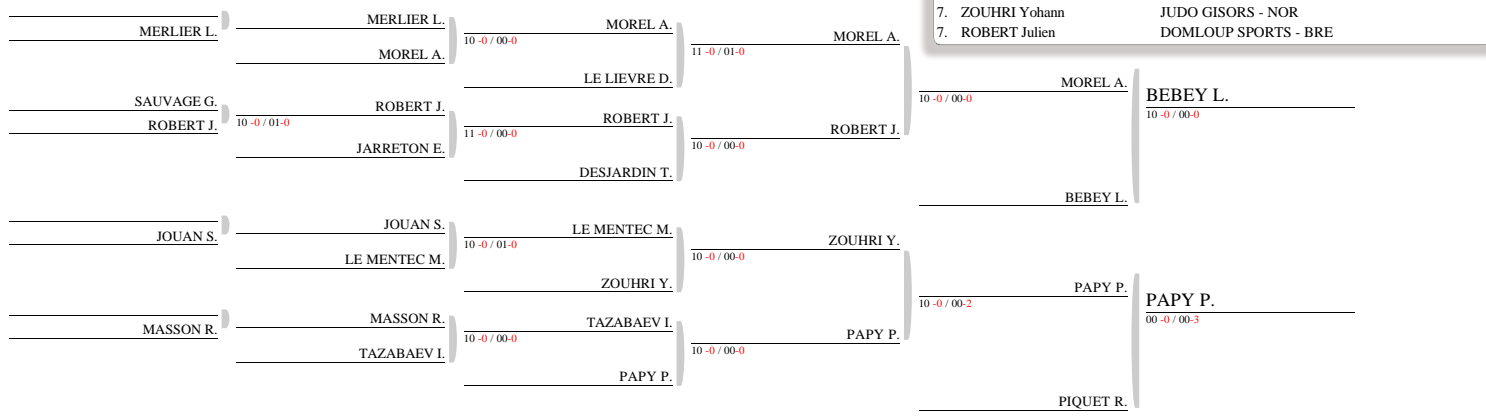 7. ZOUHRI Yohann JUDO GISORS - NOR
7. ROBERT Julien DOMLOUP SPORTS - BRE
MERLIER L.
SAUVAGE G.
ROBERT J.
JOUAN S.
MASSON R.
MERLIER L.
MOREL A.
ROBERT J.
10 -0 / 01-0
JARRETON E.
JOUAN S.
LE MENTEC M.
MASSON R.
TAZABAEV I.
MOREL A.
10 -0 / 00-0
LE LIEVRE D.
ROBERT J.
11 -0 / 00-0
DESJARDIN T.
LE MENTEC M.
10 -0 / 01-0
ZOUHRI Y.
TAZABAEV I.
10 -0 / 00-0
PAPY P.
MOREL A.
11 -0 / 01-0
ROBERT J.
10 -0 / 00-0
ZOUHRI Y.
10 -0 / 00-0
PAPY P.
10 -0 / 00-0
MOREL A.
10 -0 / 00-0
BEBEY L.
PAPY P.
10 -0 / 00-2
PIQUET R.
BEBEY L.
10 -0 / 00-0
PAPY P.
00 -0 / 00-3